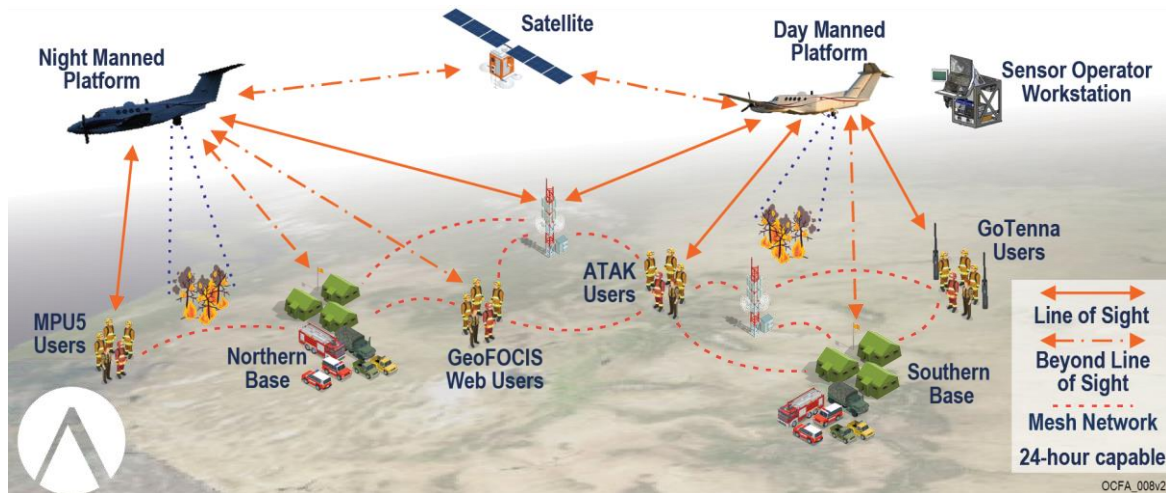 Satellite
Night Manned
Platform
Day Manned
Platform
Sensor Operator
Workstation
MPU5
Users
Northern
Base
GeoFOCIS
Web Users
ATAK
Users
GoTenna
Users
Southern
Base
Line of Sight
Beyond Line
of Sight
Mesh Network
24-hour capable
OCFA_008v2